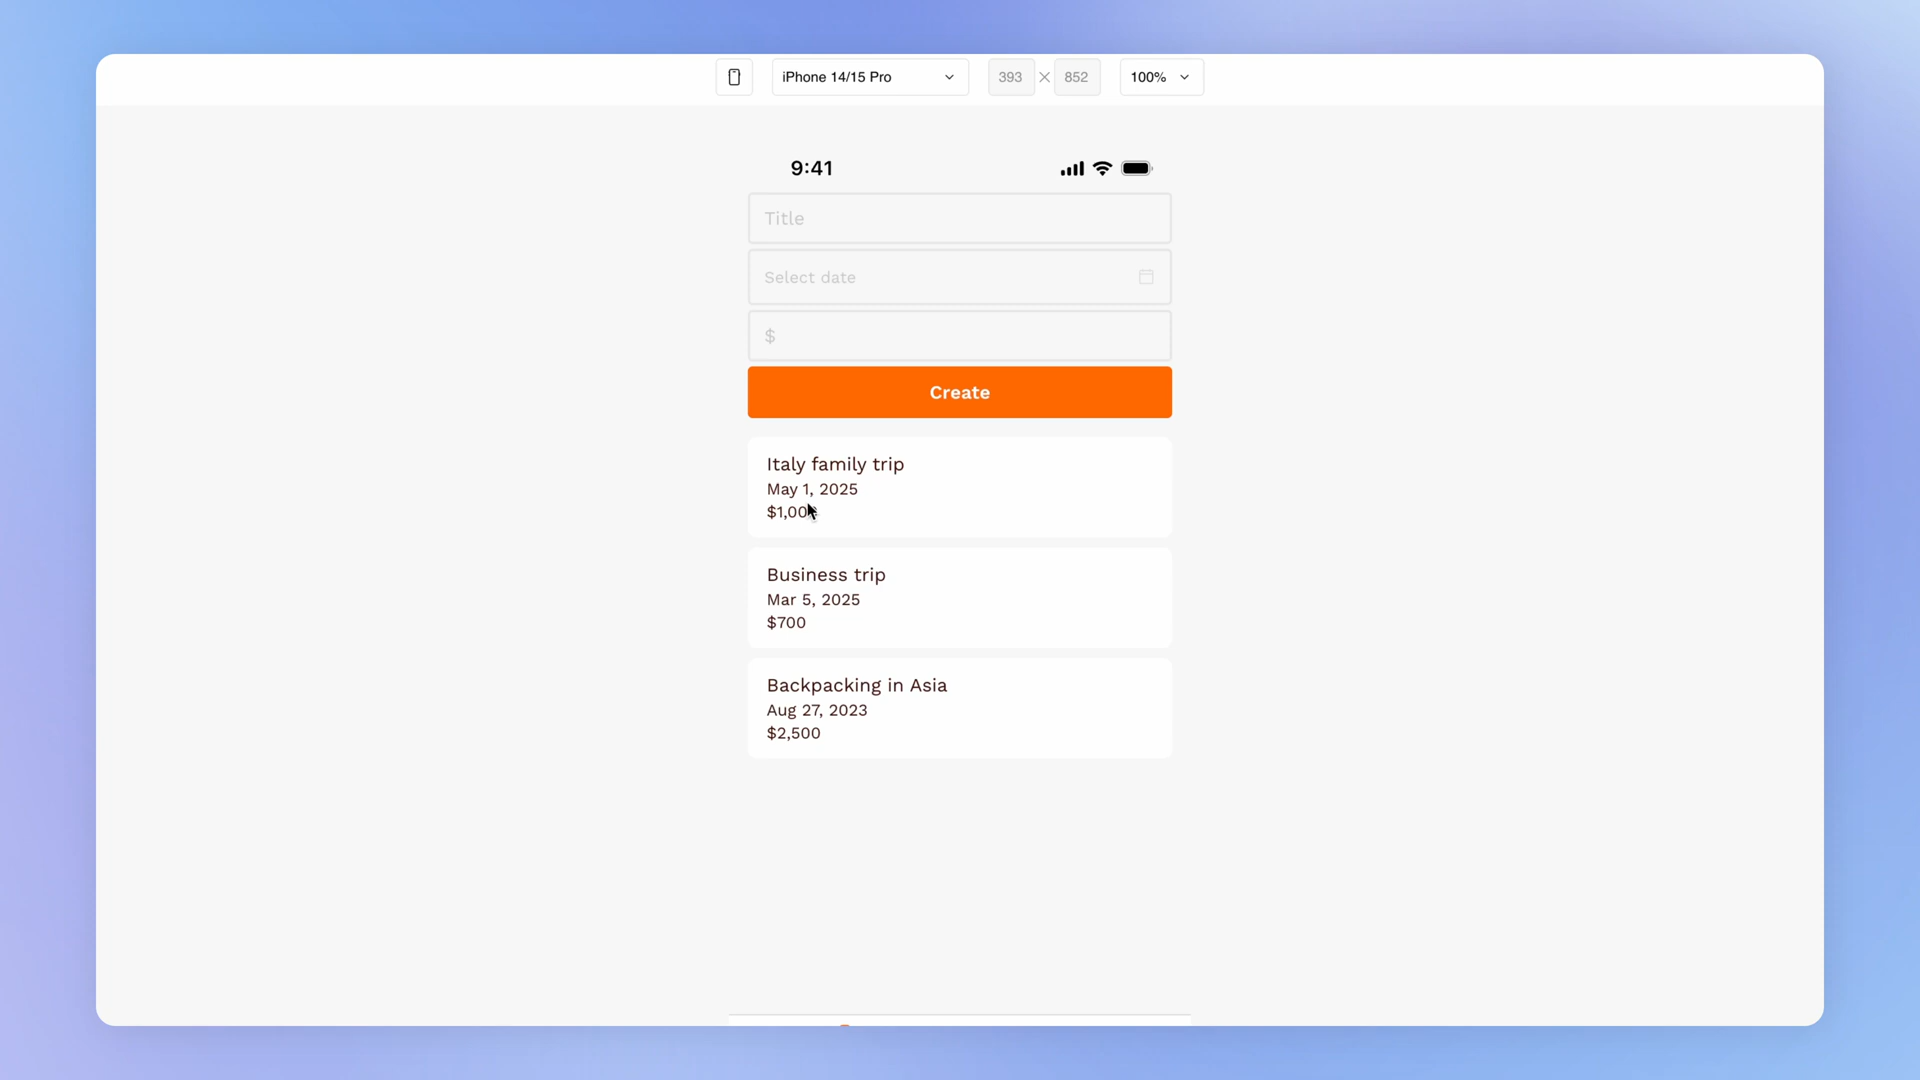 iPhone 14/15 Pro
393
852
100%
9:41
Title
Select date
$
Create
Italy family trip
May 1, 2025
Business trip
Mar 5, 2025
$700
Backpacking in Asia
Aug 27, 2023
$2,500